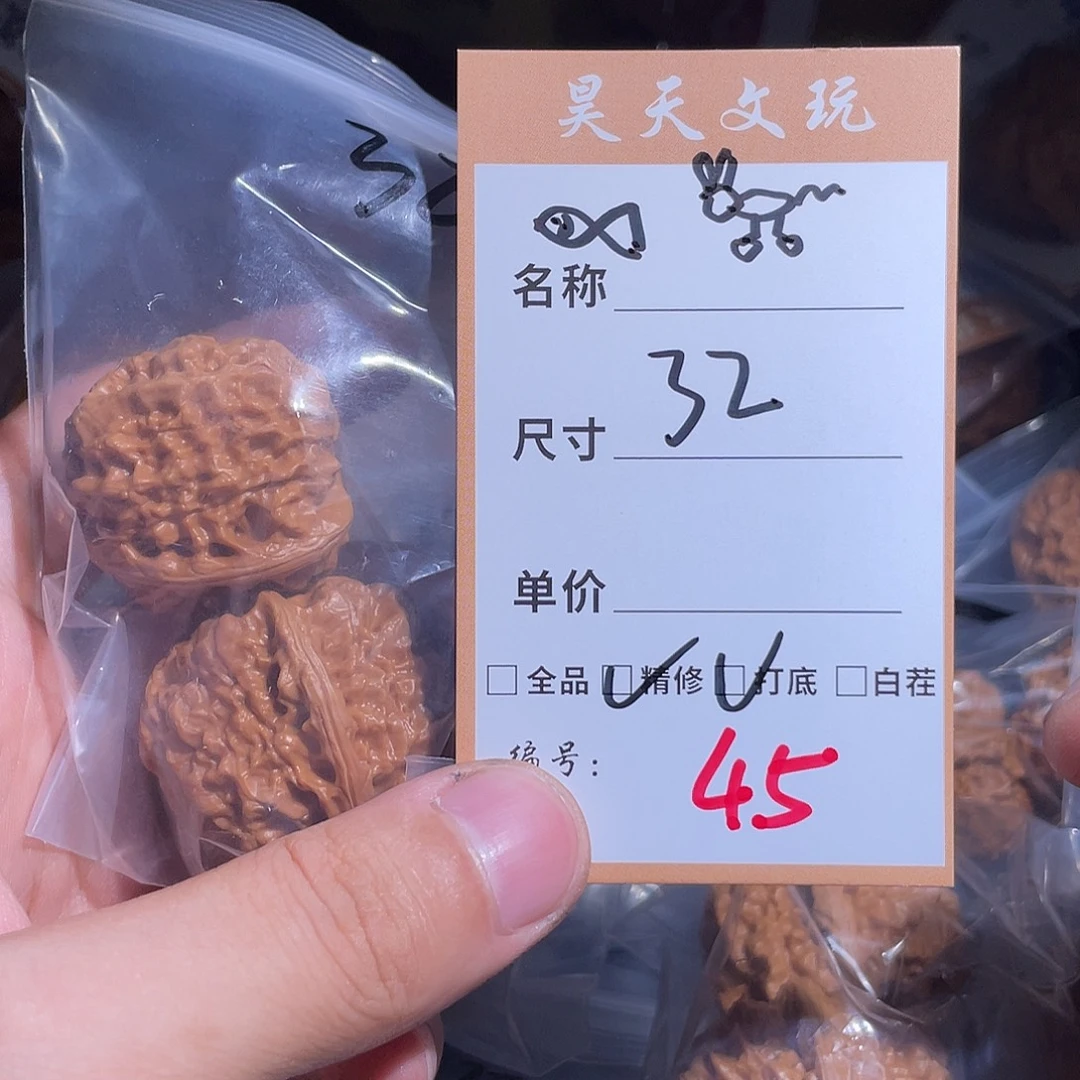 昊天文玩
名称
尺寸 32
单价
□全品 □精修 □打底 □白茬
编号: 45